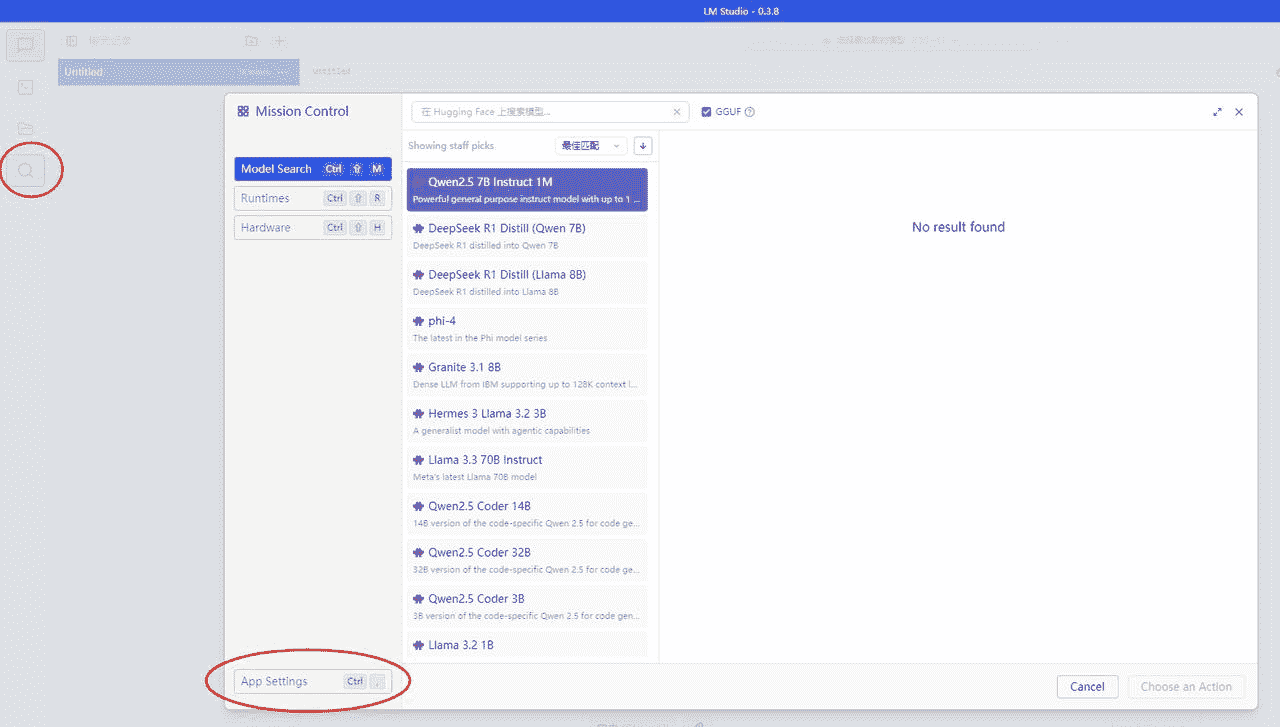 LM Studio - 0.3.8
Untitled
untitled
Mission Control
在 Hugging Face 上搜索模型...
GGUF
Showing staff picks
最佳匹配
Model Search Ctrl ⇧ M
Runtimes Ctrl ⇧ R
Hardware Ctrl ⇧ H
Qwen2.5 7B Instruct 1M
Powerful general purpose instruct model with up to 1 ...
DeepSeek R1 Distill (Qwen 7B)
DeepSeek R1 distilled into Qwen 7B
DeepSeek R1 Distill (Llama 8B)
DeepSeek R1 distilled into Llama 8B
phi-4
The latest in the Phi model series
Granite 3.1 8B
Dense LLM from IBM supporting up to 128K context l...
Hermes 3 Llama 3.2 3B
A generalist model with agentic capabilities
Llama 3.3 70B Instruct
Meta's latest Llama 70B model
Qwen2.5 Coder 14B
14B version of the code-specific Qwen 2.5 for code ge...
Qwen2.5 Coder 32B
32B version of the code-specific Qwen 2.5 for code ge...
Qwen2.5 Coder 3B
3B version of the code-specific Qwen 2.5 for code gen...
Llama 3.2 1B
No result found
App Settings Ctrl
Cancel
Choose an Action